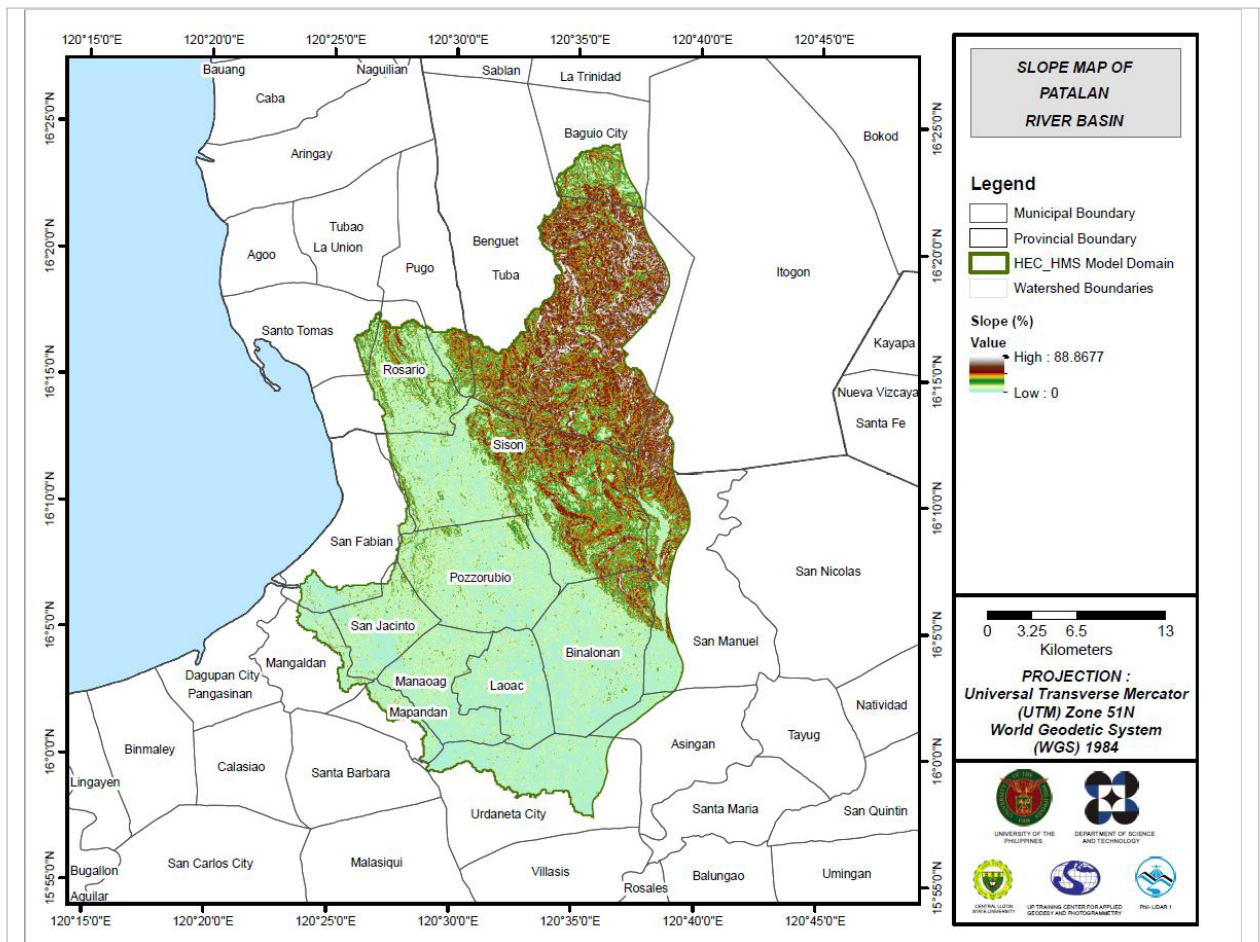 120°15'0"E
120°20'0"E
120°25'0"E
120°30'0"E
120°35'0"E
120°40'0"E
120°45'0"E
16°25'0"N
16°20'0"N
16°15'0"N
16°10'0"N
16°5'0"N
16°0'0"N
15°55'0"N
Bauang
Naguilian
Sablan
La Trinidad
Caba
Baguio City
Bokod
Aringay
Tubao
La Union
Agoo
Pugo
Benguet
Tuba
Itogon
Santo Tomas
Kayapa
Rosario
Nueva Vizcaya
Santa Fe
Sison
San Fabian
Pozzorubio
San Nicolas
San Jacinto
San Manuel
Binalonan
Mangaldan
Dagupan City
Pangasinan
Manaoag
Laoac
Mapandan
Natividad
Binmaley
Asingan
Tayug
Lingayen
Calasiao
Santa Barbara
Urdaneta City
Santa Maria
San Quintin
Bugallon
San Carlos City
Malasiqui
Villasis
Balungao
Umingan
Aguilar
Rosales
16°25'0"N
16°20'0"N
16°15'0"N
16°10'0"N
16°5'0"N
16°0'0"N
15°55'0"N
120°15'0"E
120°20'0"E
120°25'0"E
120°30'0"E
120°35'0"E
120°40'0"E
120°45'0"E
SLOPE MAP OF
PATALAN
RIVER BASIN
Legend
Municipal Boundary
Provincial Boundary
HEC_HMS Model Domain
Watershed Boundaries
Slope (%)
Value
High : 88.8677
Low : 0
0 3.25 6.5 13
Kilometers
PROJECTION :
Universal Transverse Mercator
(UTM) Zone 51N
World Geodetic System
(WGS) 1984
UNIVERSITY OF THE
PHILIPPINES
DEPARTMENT OF SCIENCE
AND TECHNOLOGY
CENTRAL LUZON
STATE UNIVERSITY
UP TRAINING CENTER FOR APPLIED
GEODESY AND PHOTOGRAMMETRY
Phil- LIDAR 1